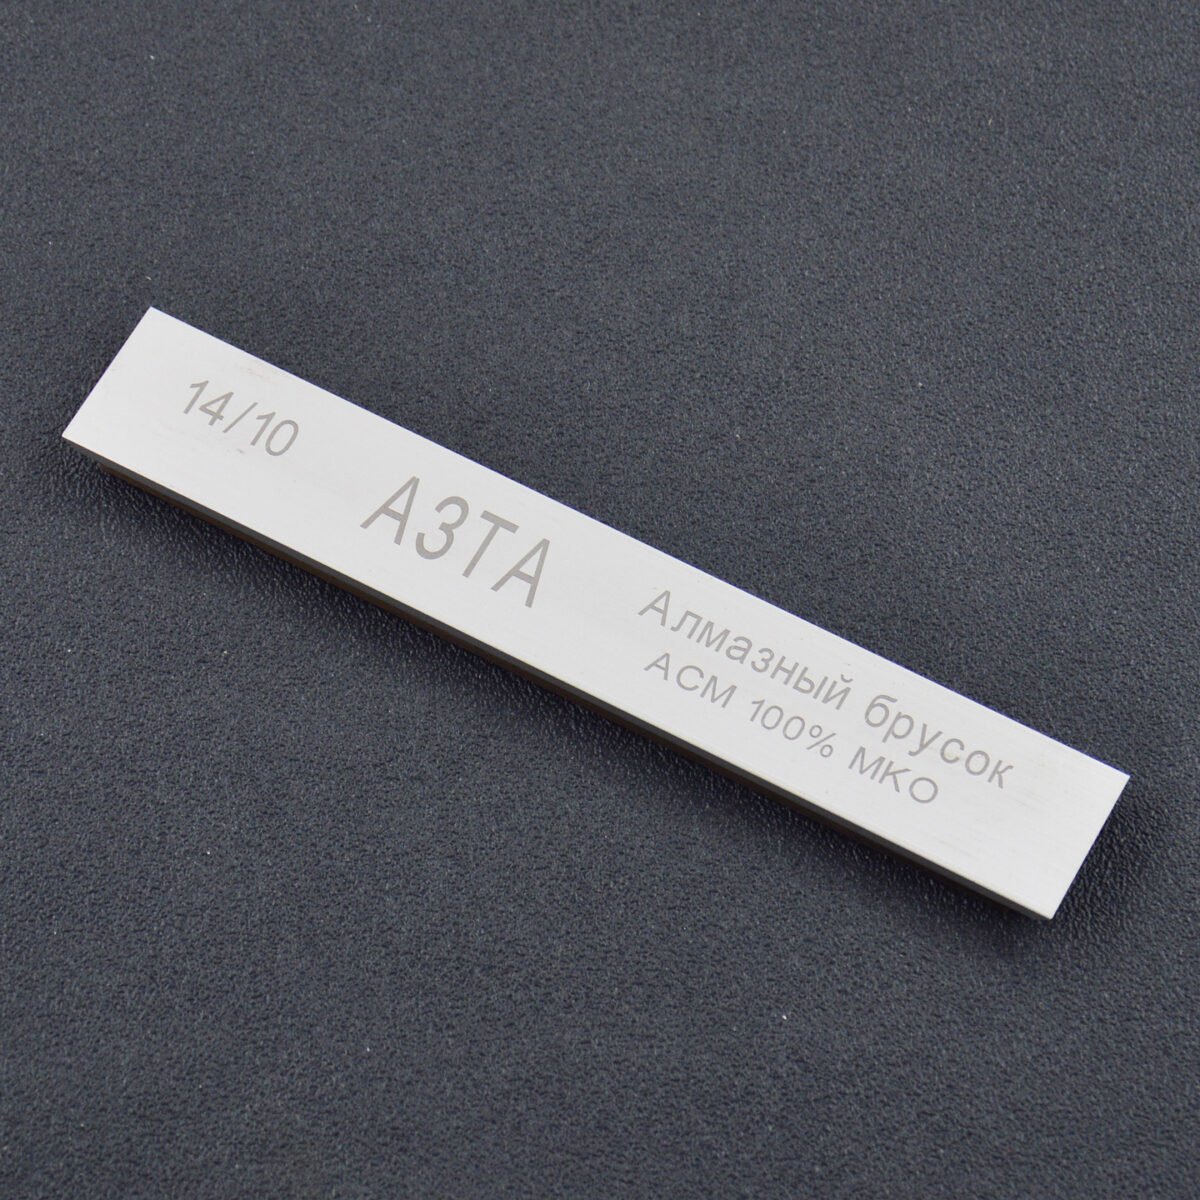 14/10
АЗТА
Алмазный брусок
АСМ 100% МКО